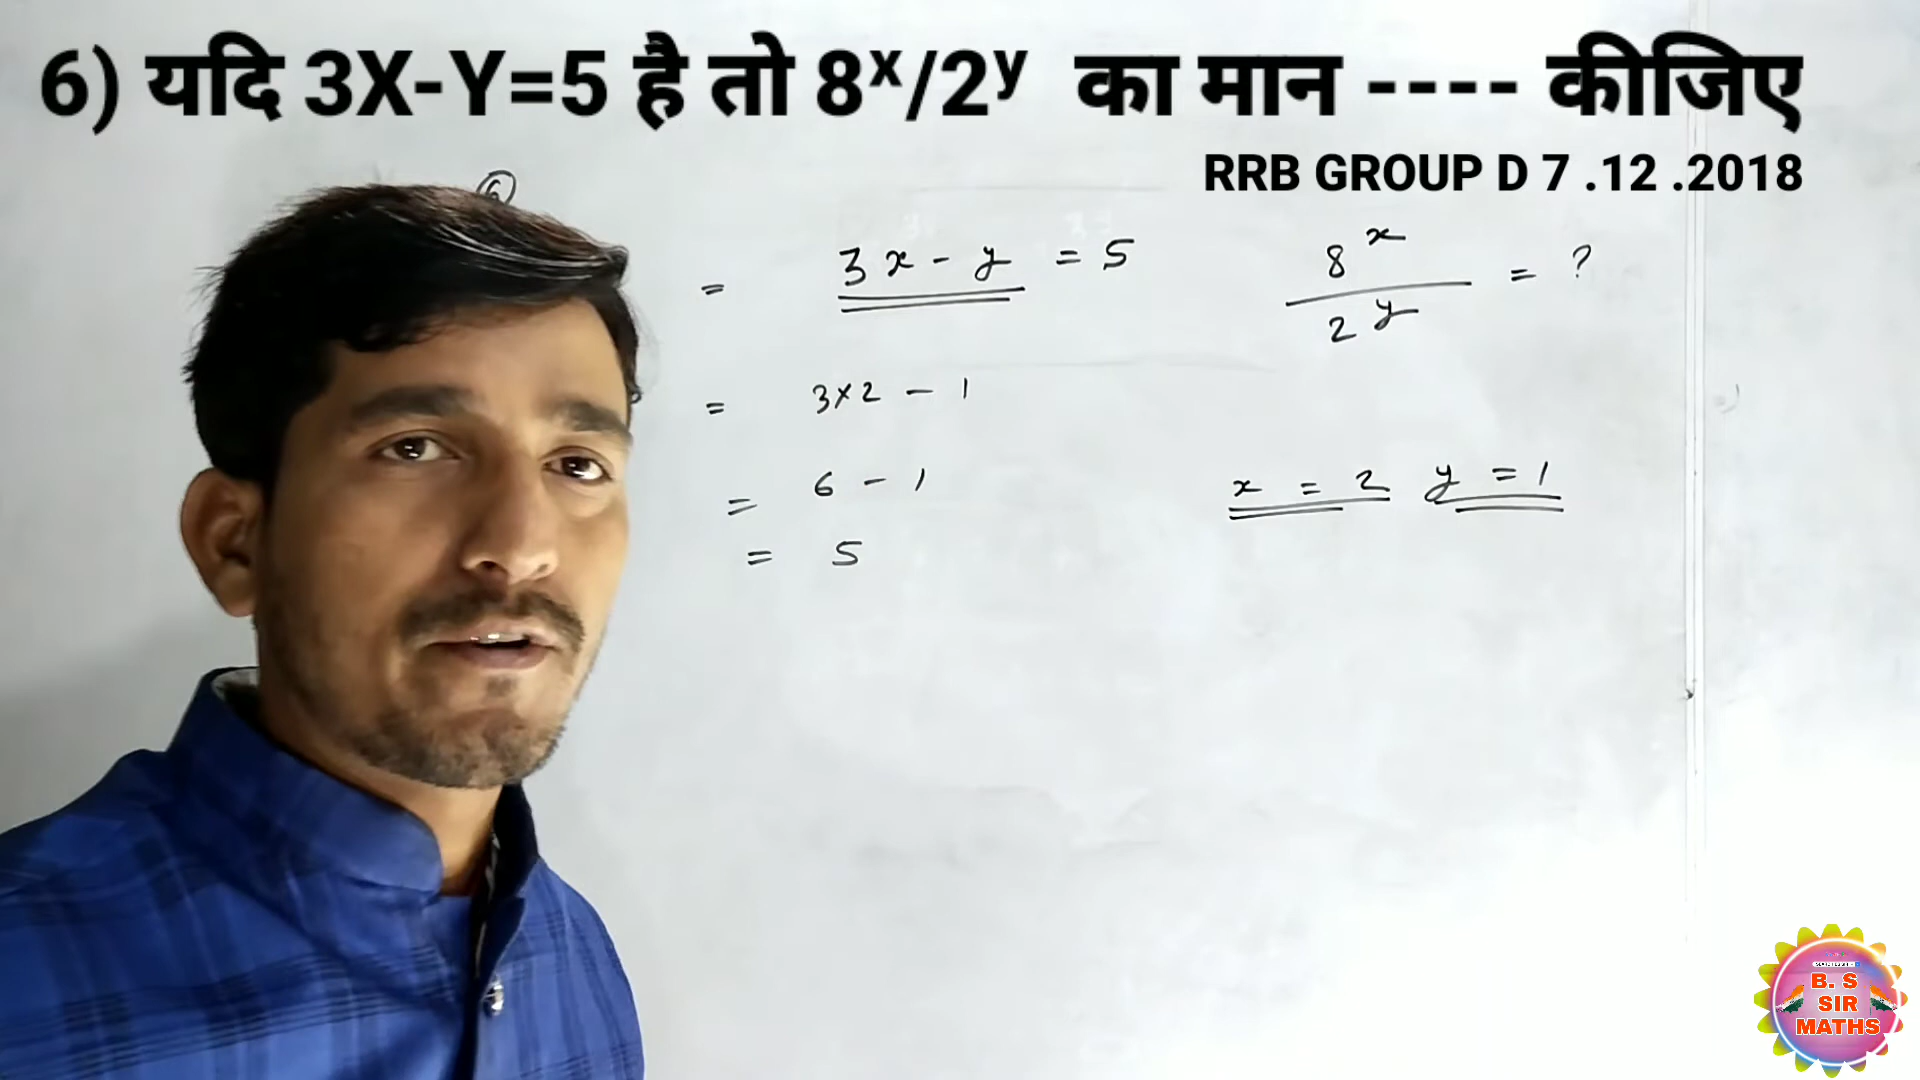 6) यदि 3X-Y=5 है तो 8ˣ/2ʸ का मान ---- कीजिए
RRB GROUP D 7 .12 .2018
= 3x - y = 5
8ˣ / 2ʸ = ?
= 3×2 - 1
= 6 - 1
x = 2 y = 1
= 5
B. S
SIR
MATHS